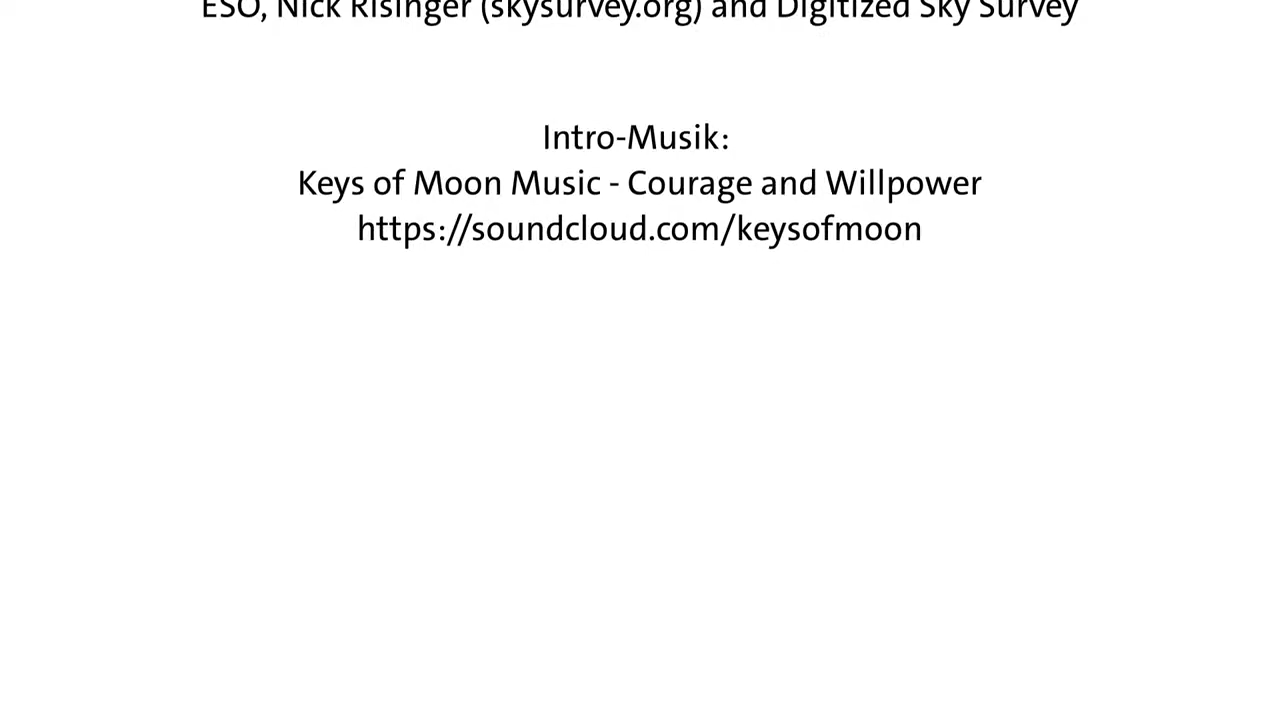 ESO, Nick Risinger (skysurvey.org) and Digitized Sky Survey
Intro-Musik:
Keys of Moon Music - Courage and Willpower
https://soundcloud.com/keysofmoon